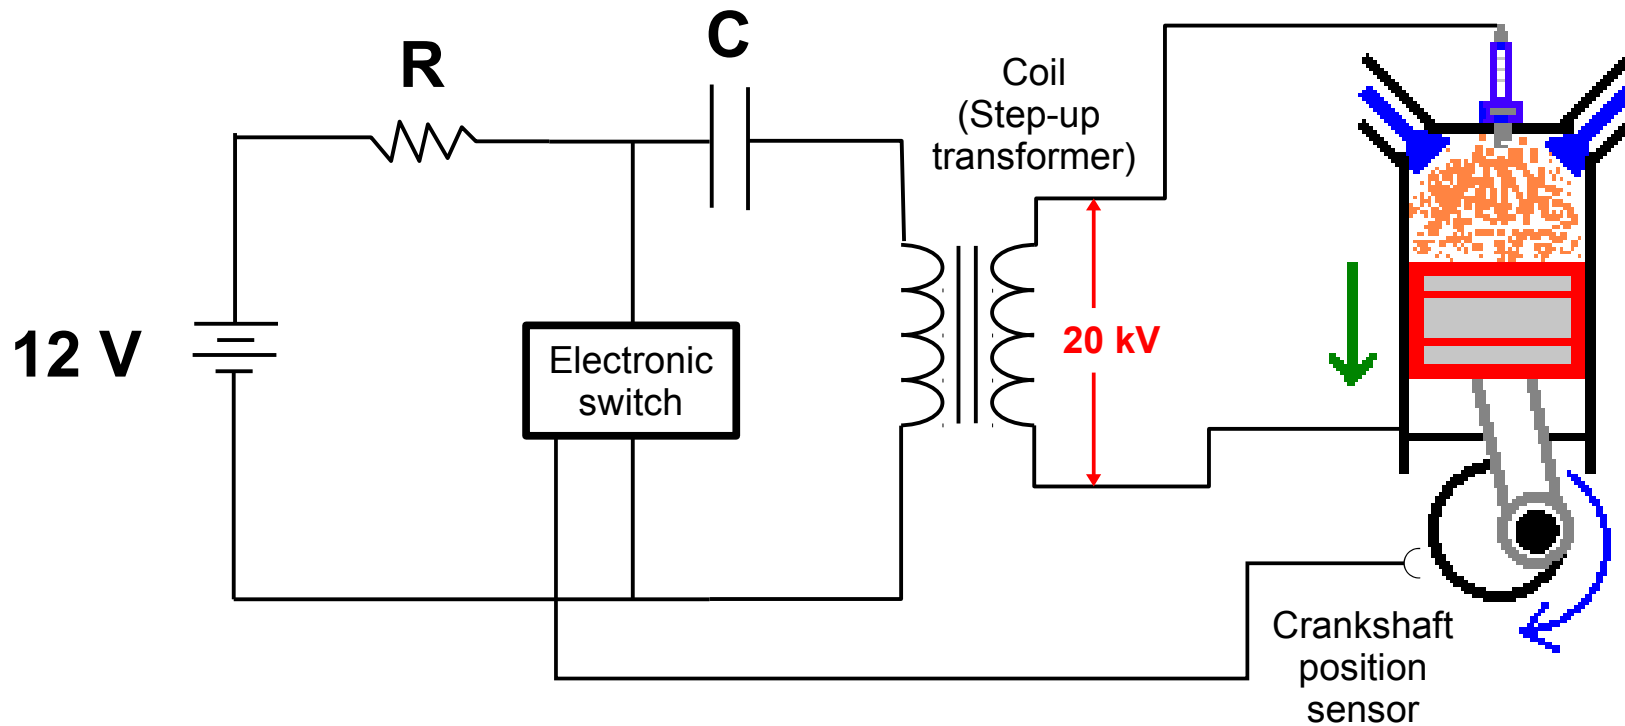 R
C
Coil
(Step-up
transformer)
12 V
Electronic
switch
20 kV
Crankshaft
position
sensor